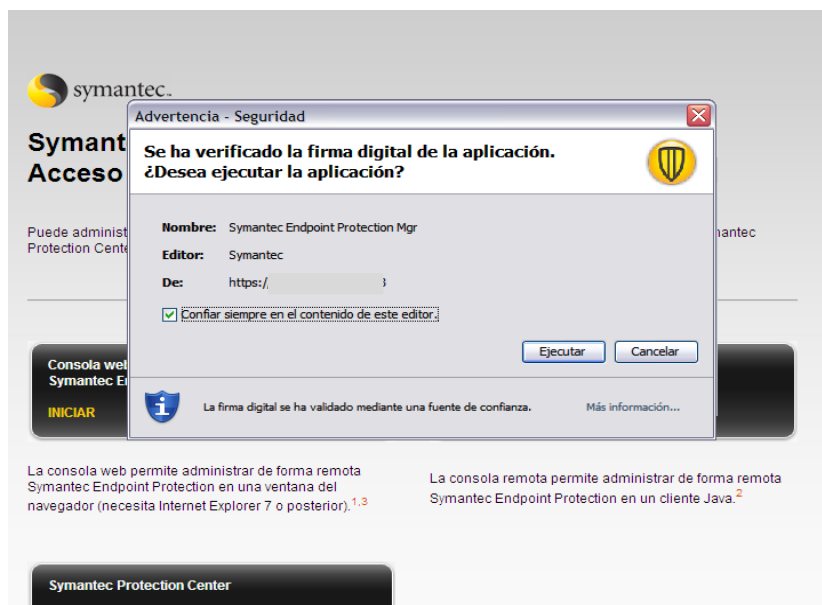 symantec.
Advertencia - Seguridad
Symant
Acceso
Se ha verificado la firma digital de la aplicación.
¿Desea ejecutar la aplicación?
Puede administ
Protection Cente
Nombre: Symantec Endpoint Protection Mgr
Editor: Symantec
De: https:/
Confiar siempre en el contenido de este editor.
Ejecutar Cancelar
La firma digital se ha validado mediante una fuente de confianza. Más información...
Consola web
Symantec E
INICIAR
La consola web permite administrar de forma remota
Symantec Endpoint Protection en una ventana del
navegador (necesita Internet Explorer 7 o posterior).1,3
La consola remota permite administrar de forma remota
Symantec Endpoint Protection en un cliente Java.2
Symantec Protection Center